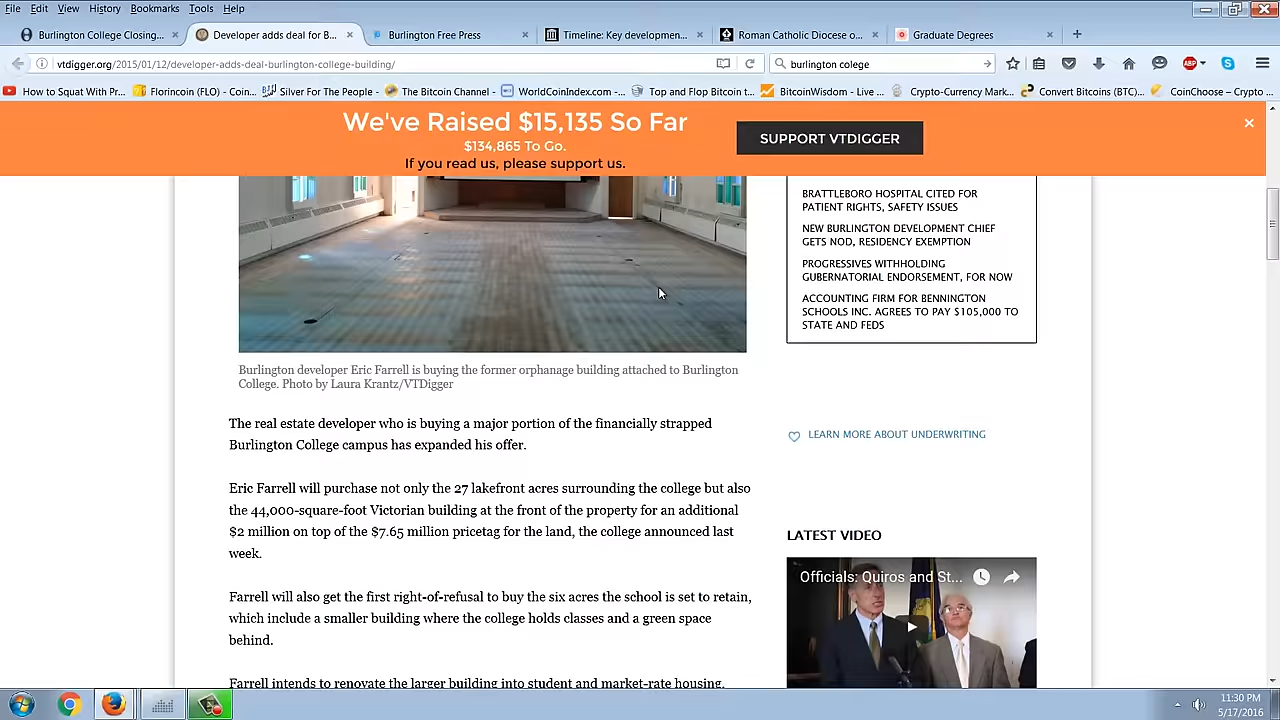 File Edit View History Bookmarks Tools Help
Burlington College Closing... × Developer adds deal for B... × Burlington Free Press × Timeline: Key developmen... × Roman Catholic Diocese o... × Graduate Degrees × +
vtdigger.org/2015/01/12/developer-adds-deal-burlington-college-building/ burlington college ABP
How to Squat With Pr... Florincoin (FLO) - Coin... Silver For The People - The Bitcoin Channel - WorldCoinIndex.com -... Top and Flop Bitcoin t... BitcoinWisdom - Live ... Crypto-Currency Mark... Convert Bitcoins (BTC)... CoinChoose – Crypto ...
We've Raised $15,135 So Far
$134,865 To Go.
If you read us, please support us.
SUPPORT VTDIGGER
×
Burlington developer Eric Farrell is buying the former orphanage building attached to Burlington
College. Photo by Laura Krantz/VTDigger
The real estate developer who is buying a major portion of the financially strapped
Burlington College campus has expanded his offer.
Eric Farrell will purchase not only the 27 lakefront acres surrounding the college but also
the 44,000-square-foot Victorian building at the front of the property for an additional
$2 million on top of the $7.65 million pricetag for the land, the college announced last
week.
Farrell will also get the first right-of-refusal to buy the six acres the school is set to retain,
which include a smaller building where the college holds classes and a green space
behind.
Farrell intends to renovate the larger building into student and market-rate housing.
BRATTLEBORO HOSPITAL CITED FOR
PATIENT RIGHTS, SAFETY ISSUES
NEW BURLINGTON DEVELOPMENT CHIEF
GETS NOD, RESIDENCY EXEMPTION
PROGRESSIVES WITHHOLDING
GUBERNATORIAL ENDORSEMENT, FOR NOW
ACCOUNTING FIRM FOR BENNINGTON
SCHOOLS INC. AGREES TO PAY $105,000 TO
STATE AND FEDS
LEARN MORE ABOUT UNDERWRITING
LATEST VIDEO
Officials: Quiros and St...
11:30 PM
5/17/2016